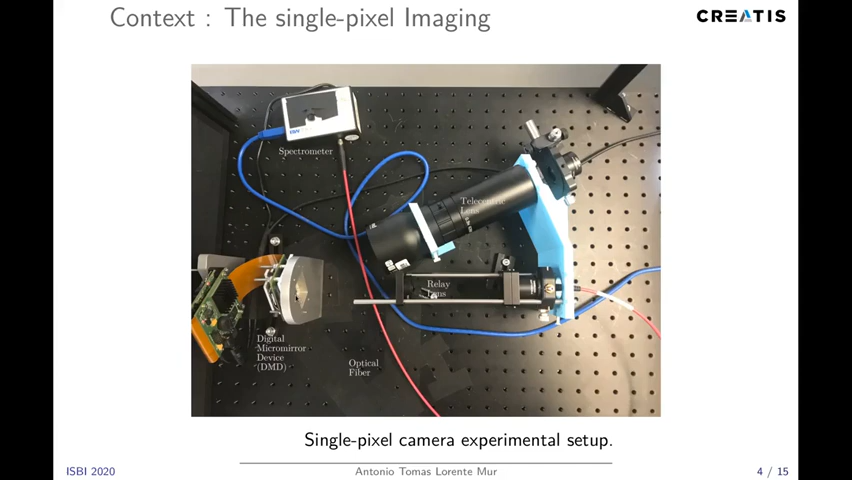 Context : The single-pixel Imaging
CREATIS
Spectrometer
Telecentric
Lens
Relay
Lens
Digital
Micromirror
Device
(DMD)
Optical
Fiber
Single-pixel camera experimental setup.
ISBI 2020
Antonio Tomas Lorente Mur
4 / 15